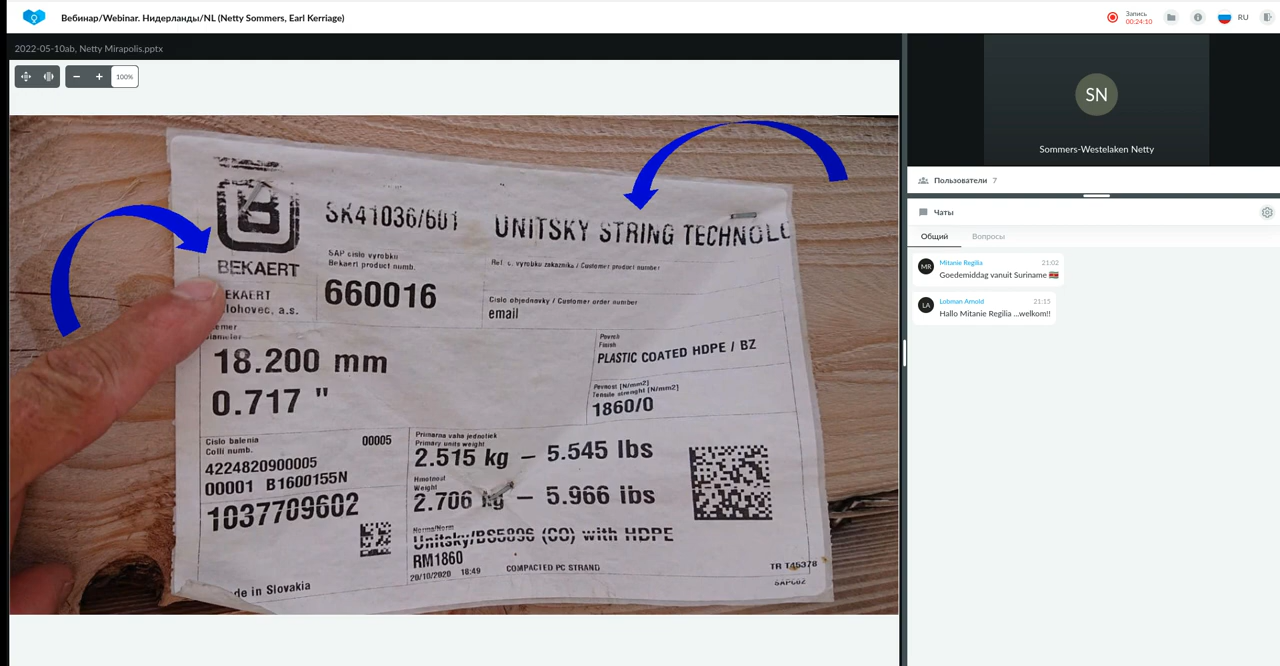 Вебинар/Webinar. Нидерланды/NL (Netty Sommers, Earl Kerriage)
Запись
00:24:10
RU
2022-05-10ab, Netty Mirapolis.pptx
100%
SN
Sommers-Westelaken Netty
Пользователи 7
Чаты
Общий Вопросы
MR Mitanie Regilia 21:02
Goedemiddag vanuit Suriname
LA Lobman Arnold 21:15
Hallo Mitanie Regilia ...welkom!!
BEKAERT
EKAERT
lohovec, a.s.
SK41036/601
UNITSKY STRING TECHNOLO
SAP cislo vyrobku
Bekaert product numb.
660016
Ref. c. vyrobku zakaznika / Customer product number
Cislo objednavky / Customer order number
email
18.200 mm
0.717 "
Povrch
Finish
PLASTIC COATED HDPE / BZ
Pevnost [N/mm2]
Tensile strenght [N/mm2]
1860/0
Cislo balenia
Colli numb.
00005
4224820900005
00001 B1600155N
1037709602
Primarna vaha jednotiek
Primary units weight
2.515 kg – 5.545 lbs
Hmotnost
Weight
2.706 kg – 5.966 lbs
Norma/Norm
Unitsky/BS5896 (CO) with HDPE
RM1860
20/10/2020 18:49
COMPACTED PC STRAND
TR T45378
SAPC02
de in Slovakia